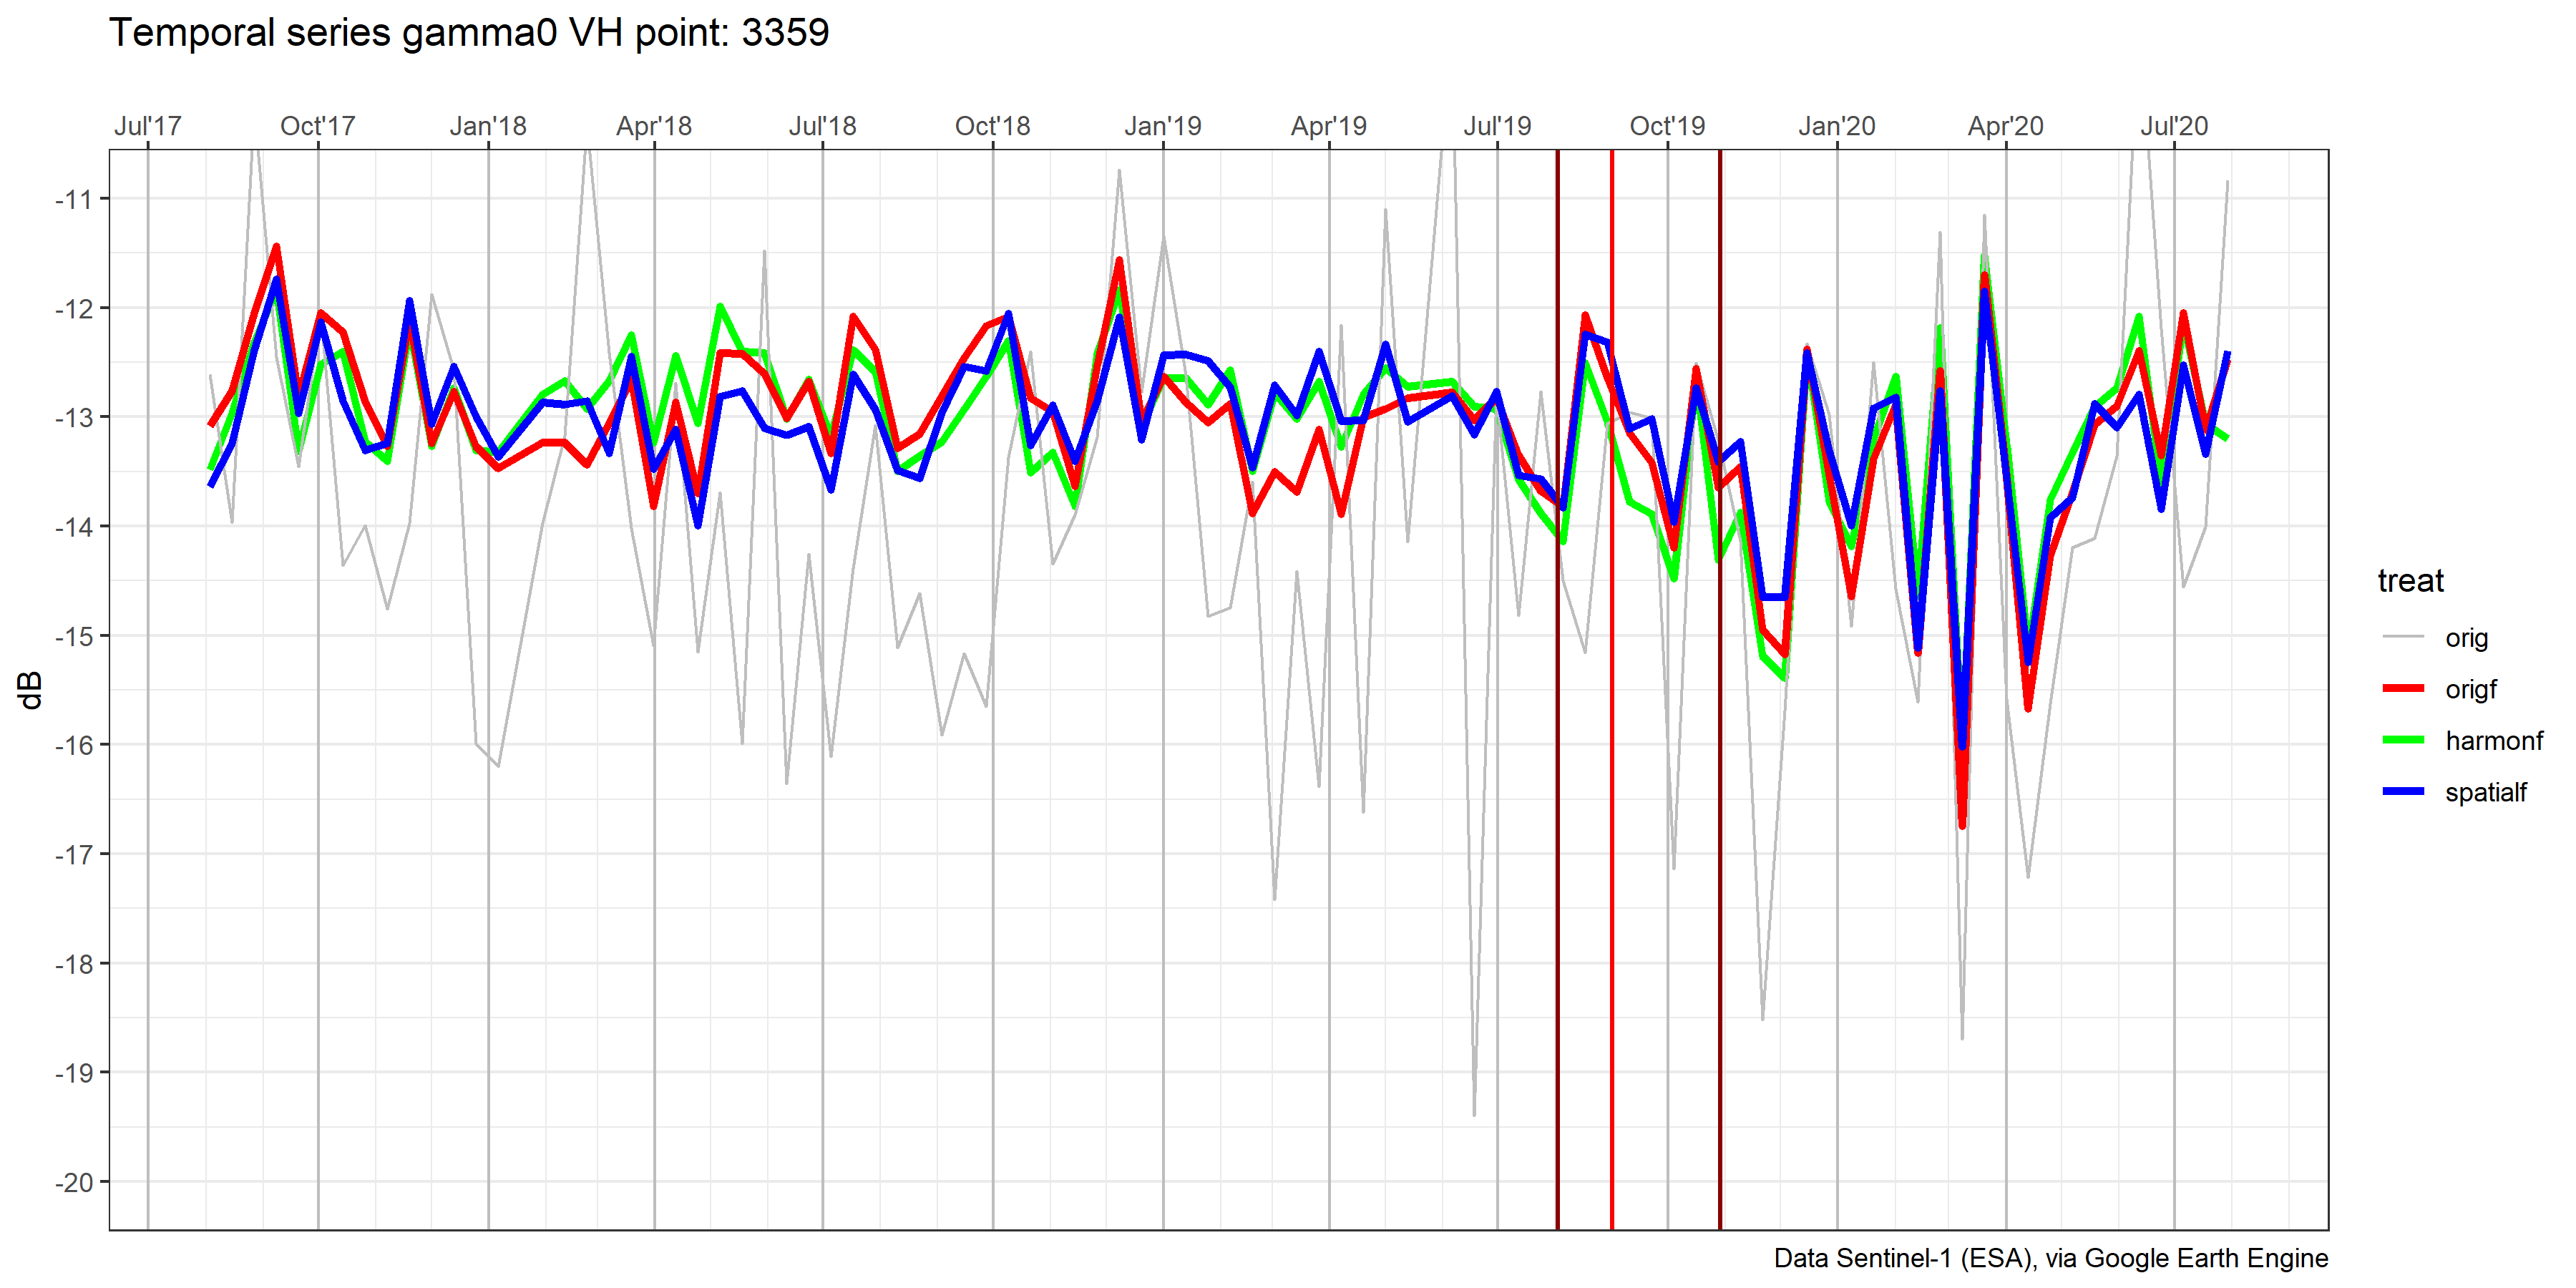 Temporal series gamma0 VH point: 3359
Jul'17 Oct'17 Jan'18 Apr'18 Jul'18 Oct'18 Jan'19 Apr'19 Jul'19 Oct'19 Jan'20 Apr'20 Jul'20
-11
-12
-13
-14
-15
-16
-17
-18
-19
-20
dB
treat
orig
origf
harmonf
spatialf
Data Sentinel-1 (ESA), via Google Earth Engine